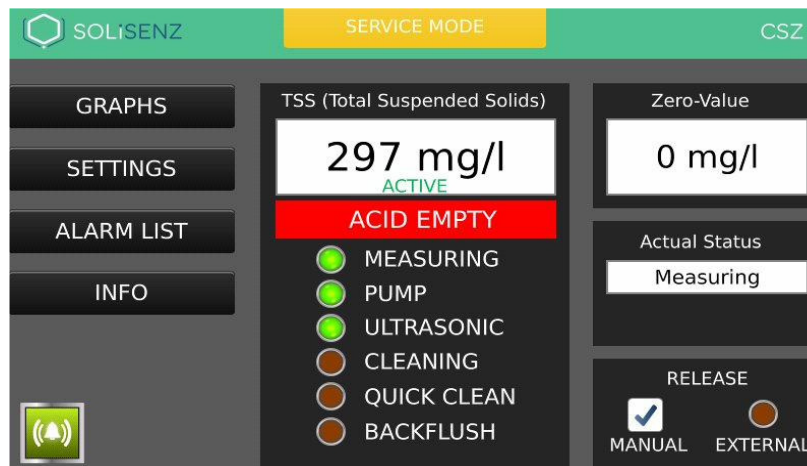 SOLiSENZ
SERVICE MODE
CSZ
GRAPHS
SETTINGS
ALARM LIST
INFO
TSS (Total Suspended Solids)
297 mg/l
ACTIVE
ACID EMPTY
MEASURING
PUMP
ULTRASONIC
CLEANING
QUICK CLEAN
BACKFLUSH
Zero-Value
0 mg/l
Actual Status
Measuring
RELEASE
MANUAL EXTERNAL